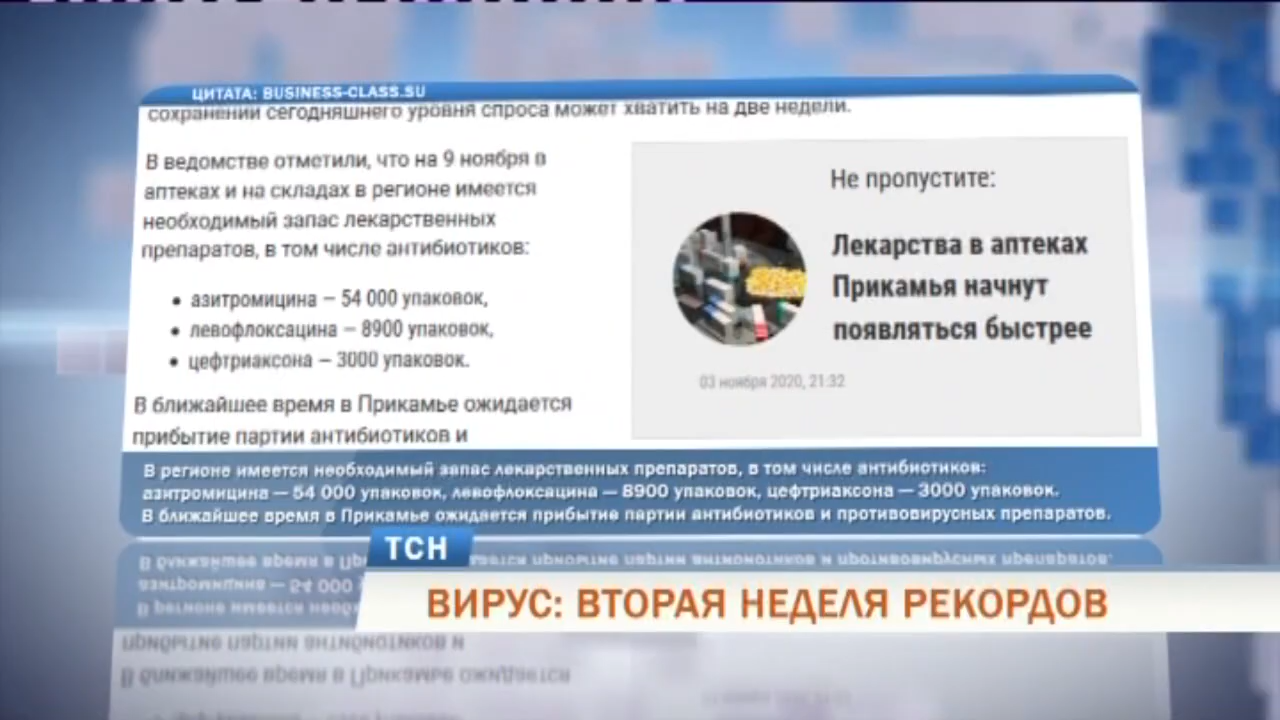 ЦИТАТА: BUSINESS-CLASS.SU
сохранении сегодняшнего уровня спроса может хватить на две недели.
В ведомстве отметили, что на 9 ноября в
аптеках и на складах в регионе имеется
необходимый запас лекарственных
препаратов, в том числе антибиотиков:
• азитромицина – 54 000 упаковок,
• левофлоксацина – 8900 упаковок,
• цефтриаксона – 3000 упаковок.
В ближайшее время в Прикамье ожидается
прибытие партии антибиотиков и
Не пропустите:
Лекарства в аптеках
Прикамья начнут
появляться быстрее
03 ноября 2020, 21:32
В регионе имеется необходимый запас лекарственных препаратов, в том числе антибиотиков:
азитромицина — 54 000 упаковок, левофлоксацина — 8900 упаковок, цефтриаксона — 3000 упаковок.
В ближайшее время в Прикамье ожидается прибытие партии антибиотиков и противовирусных препаратов.
ТСН
ВИРУС: ВТОРАЯ НЕДЕЛЯ РЕКОРДОВ